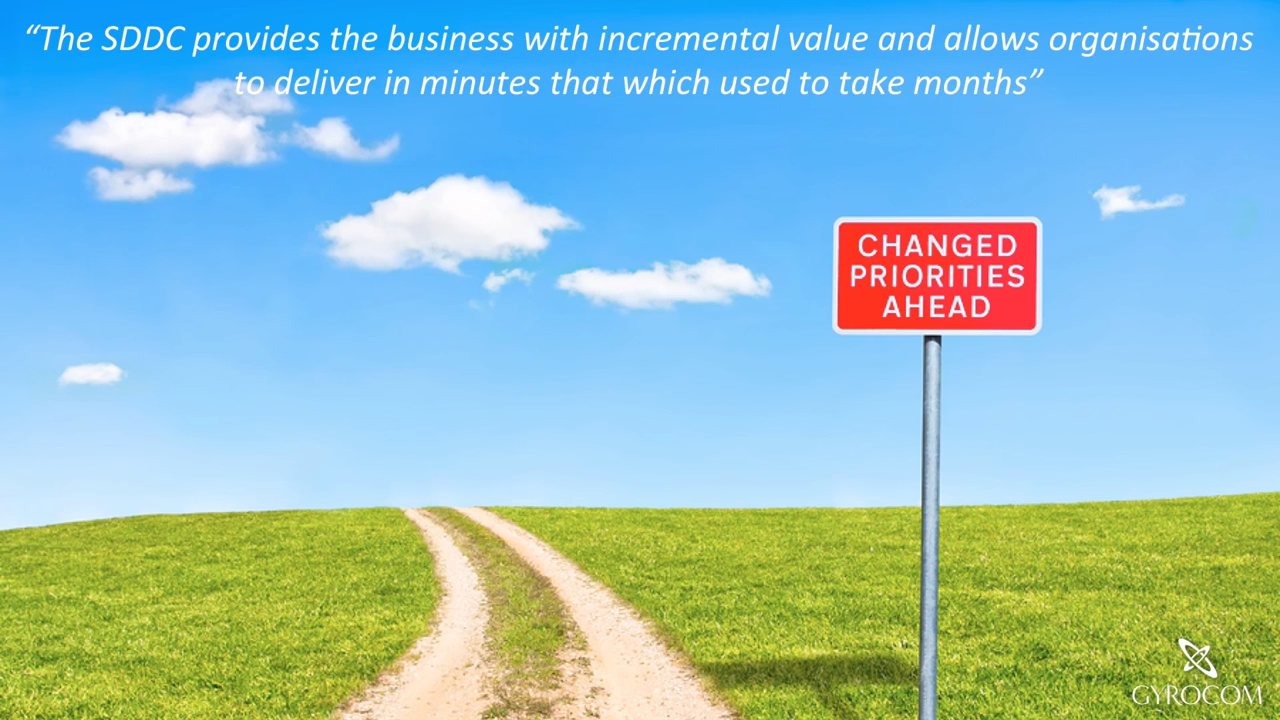 “The SDDC provides the business with incremental value and allows organisations
to deliver in minutes that which used to take months”
CHANGED
PRIORITIES
AHEAD
GYROCOM